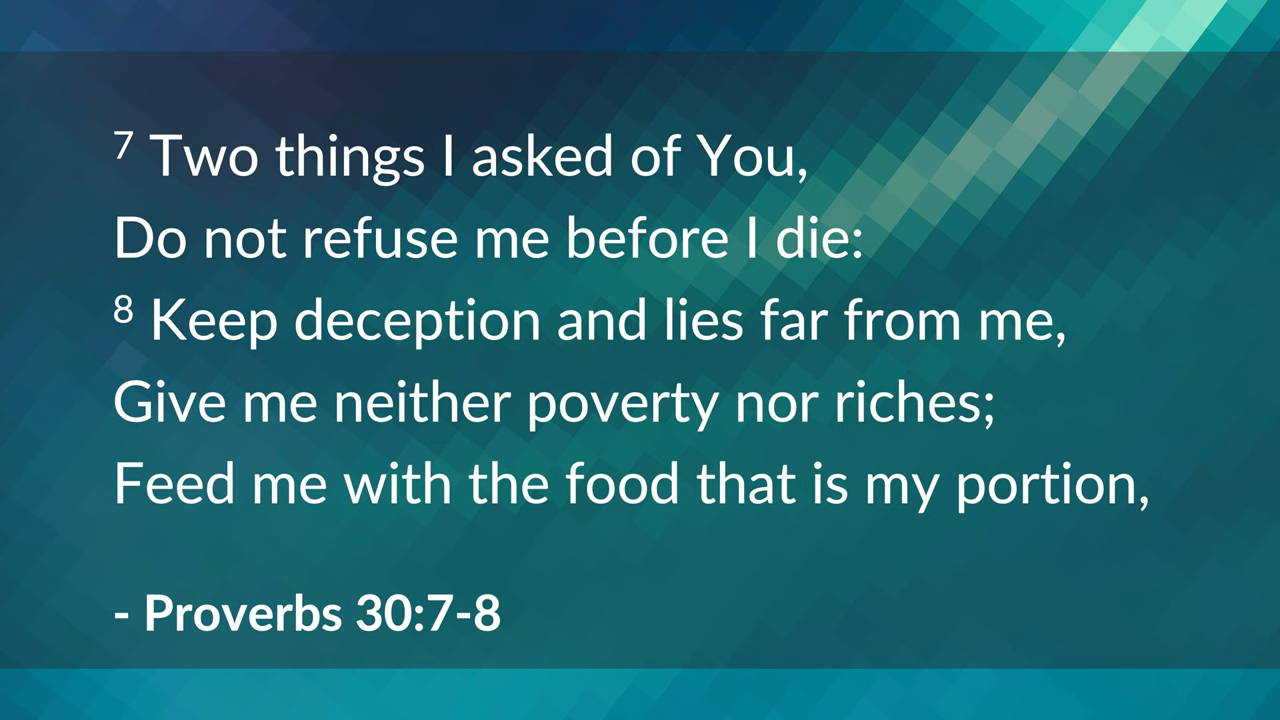 7 Two things I asked of You,
Do not refuse me before I die:
8 Keep deception and lies far from me,
Give me neither poverty nor riches;
Feed me with the food that is my portion,
- Proverbs 30:7-8